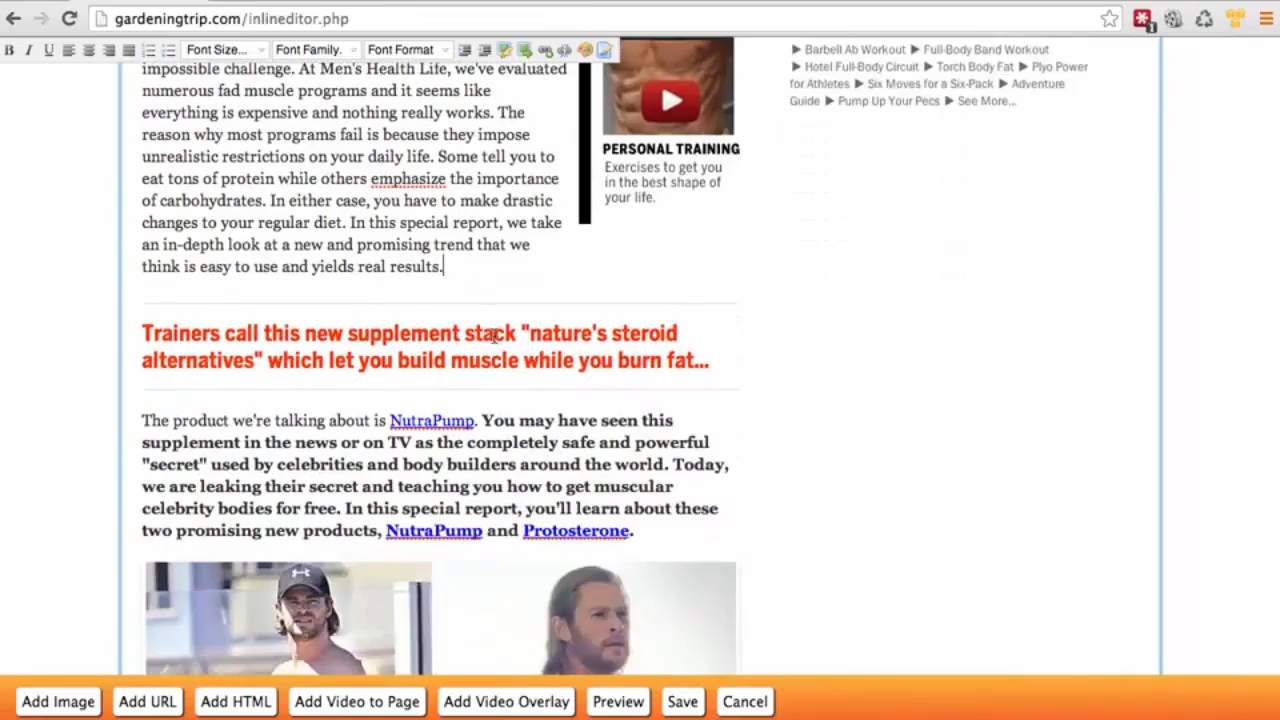 gardeningtrip.com/inlineditor.php
1
B I U Font Size... Font Family. Font Format
impossible challenge. At Men's Health Life, we've evaluated
numerous fad muscle programs and it seems like
everything is expensive and nothing really works. The
reason why most programs fail is because they impose
unrealistic restrictions on your daily life. Some tell you to
eat tons of protein while others emphasize the importance
of carbohydrates. In either case, you have to make drastic
changes to your regular diet. In this special report, we take
an in-depth look at a new and promising trend that we
think is easy to use and yields real results.
PERSONAL TRAINING
Exercises to get you
in the best shape of
your life.
▶ Barbell Ab Workout ▶ Full-Body Band Workout
▶ Hotel Full-Body Circuit ▶ Torch Body Fat ▶ Plyo Power
for Athletes ▶ Six Moves for a Six-Pack ▶ Adventure
Guide ▶ Pump Up Your Pecs ▶ See More...
Trainers call this new supplement stack "nature's steroid
alternatives" which let you build muscle while you burn fat...
The product we're talking about is NutraPump. You may have seen this
supplement in the news or on TV as the completely safe and powerful
"secret" used by celebrities and body builders around the world. Today,
we are leaking their secret and teaching you how to get muscular
celebrity bodies for free. In this special report, you'll learn about these
two promising new products, NutraPump and Protosterone.
Add Image Add URL Add HTML Add Video to Page Add Video Overlay Preview Save Cancel